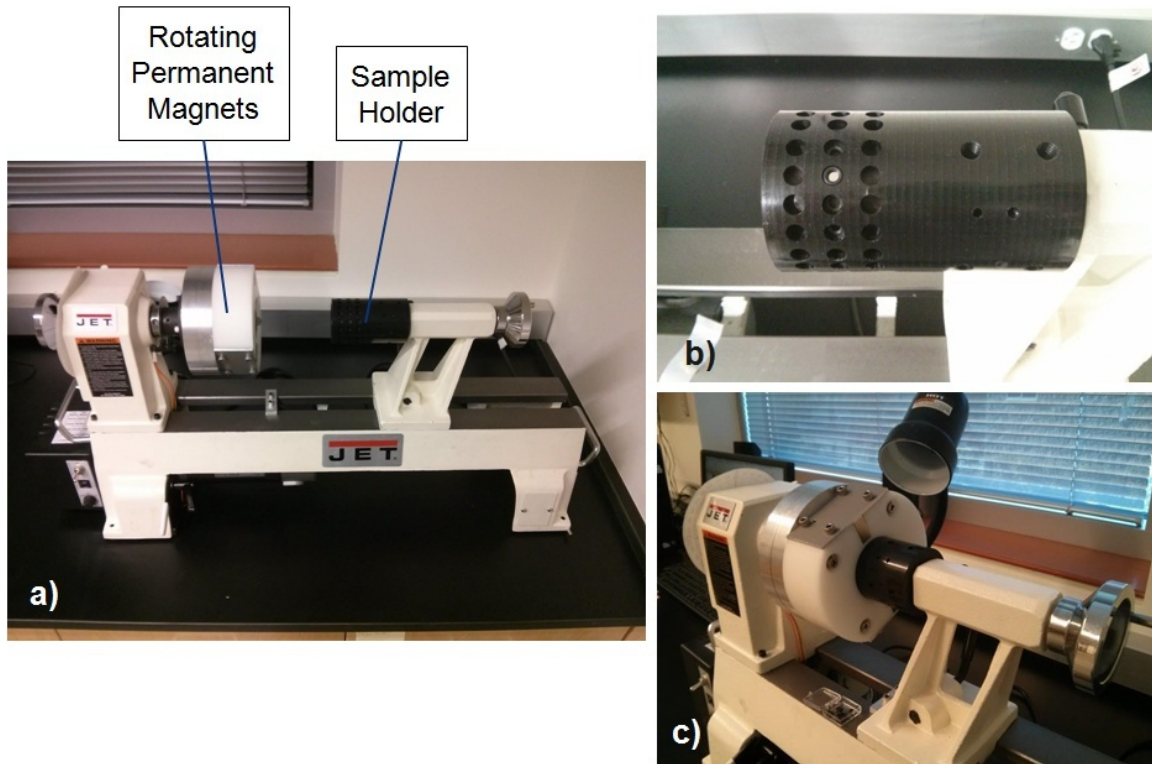 Rotating
Permanent
Magnets
Sample
Holder
JET
JET
a)
b)
JET
c)